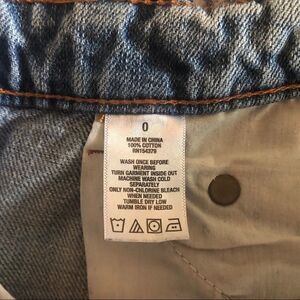 0
MADE IN CHINA
100% COTTON
RN154379
WASH ONCE BEFORE
WEARING
TURN GARMENT INSIDE OUT
MACHINE WASH COLD
SEPARATELY
ONLY NON-CHLORINE BLEACH
WHEN NEEDED
TUMBLE DRY LOW
WARM IRON IF NEEDED